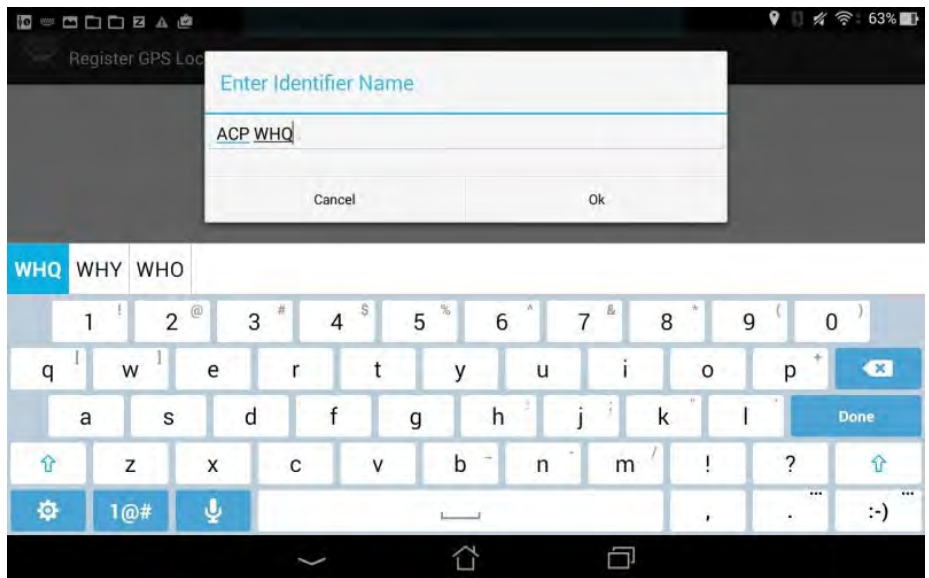 63%
Register GPS Loc
Enter Identifier Name
ACP WHQ
Cancel Ok
WHQ WHY WHO
1 ! 2 @ 3 # 4 $ 5 % 6 ^ 7 & 8 * 9 ( 0 )
q [ w ] e r t y u i o p +
a s d f g h : j ; k " l '
Done
z x c v b - n m / ! ?
1@# , . ... :-) ...